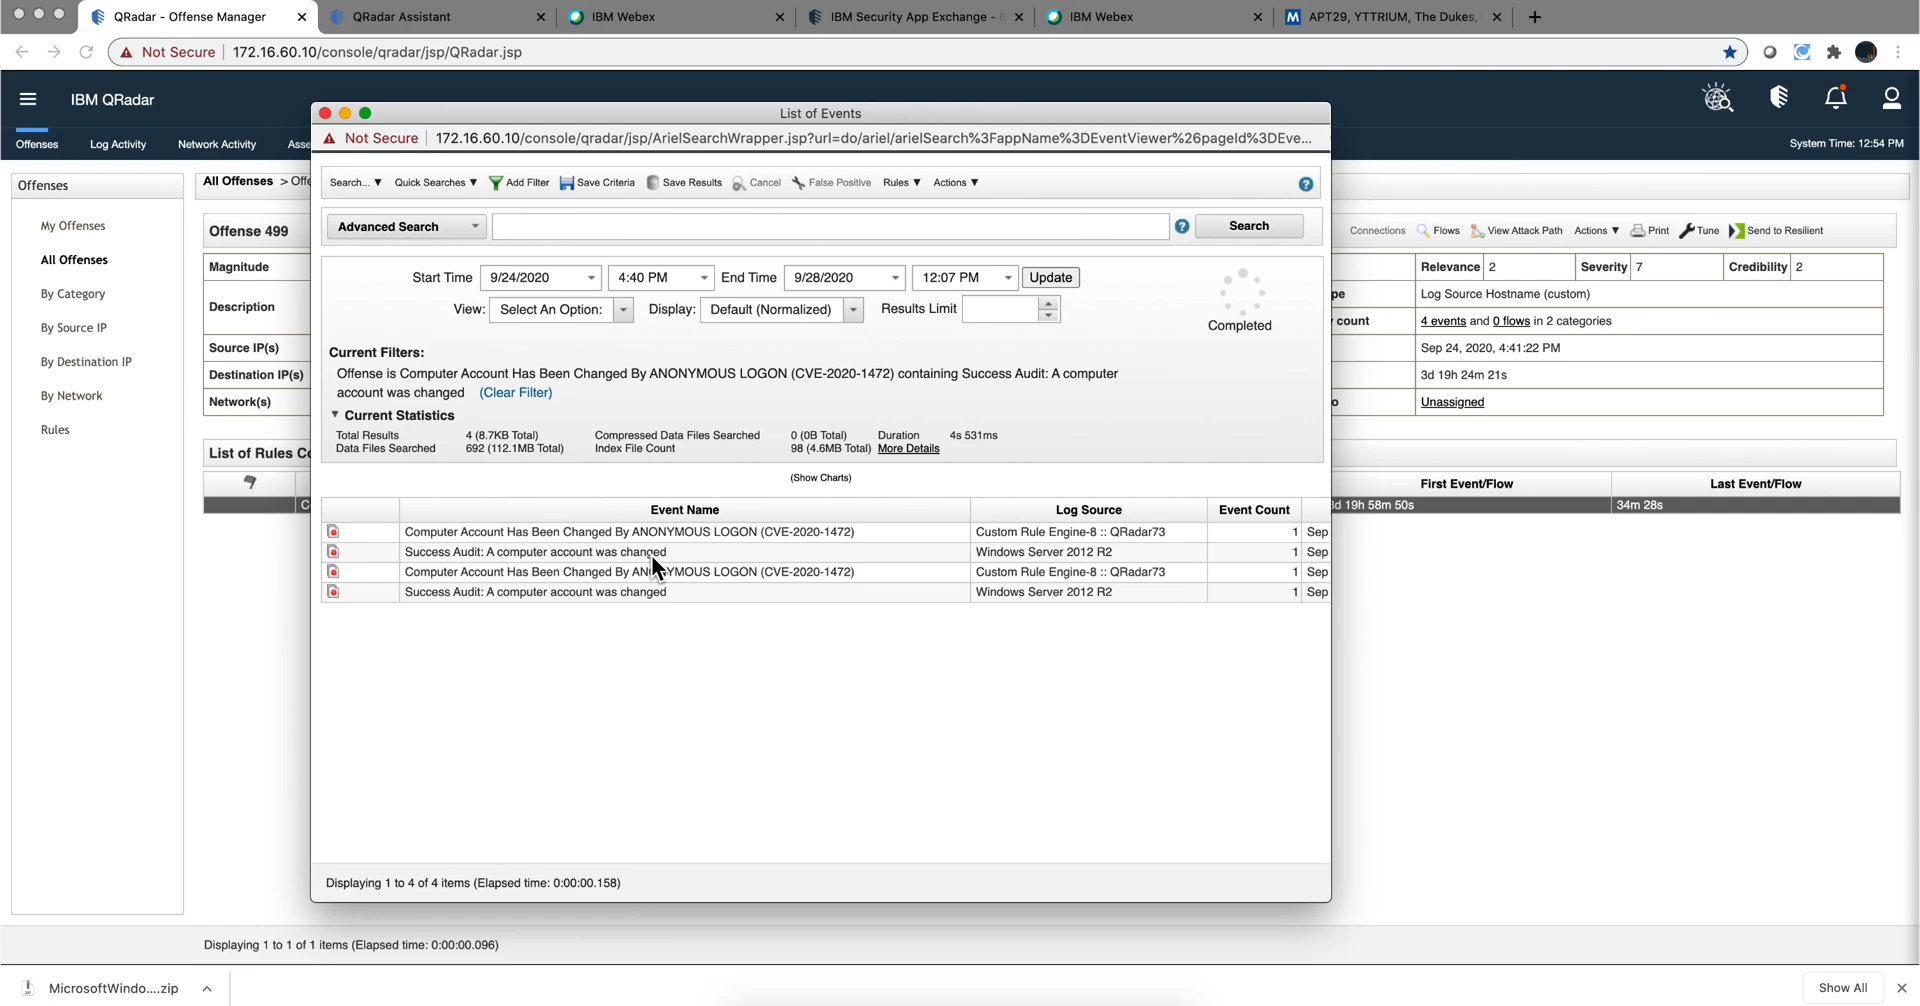 QRadar - Offense Manager
QRadar Assistant
IBM Webex
IBM Security App Exchange -
IBM Webex
APT29, YTTRIUM, The Dukes,
Not Secure
172.16.60.10/console/qradar/jsp/QRadar.jsp
IBM QRadar
Offenses
Log Activity
Network Activity
Asse
System Time: 12:54 PM
List of Events
Not Secure
172.16.60.10/console/qradar/jsp/ArielSearchWrapper.jsp?url=do/ariel/arielSearch%3FappName%3DEventViewer%26pageId%3DEve...
Offenses
My Offenses
All Offenses
By Category
By Source IP
By Destination IP
By Network
Rules
All Offenses > Offe
Offense 499
Magnitude
Description
Source IP(s)
Destination IP(s)
Network(s)
List of Rules Co
C
Search...
Quick Searches
Add Filter
Save Criteria
Save Results
Cancel
False Positive
Rules
Actions
Advanced Search
Search
Start Time 9/24/2020 4:40 PM End Time 9/28/2020 12:07 PM Update
View: Select An Option: Display: Default (Normalized) Results Limit
Completed
Current Filters:
Offense is Computer Account Has Been Changed By ANONYMOUS LOGON (CVE-2020-1472) containing Success Audit: A computer
account was changed (Clear Filter)
Current Statistics
Total Results 4 (8.7KB Total) Compressed Data Files Searched 0 (0B Total) Duration 4s 531ms
Data Files Searched 692 (112.1MB Total) Index File Count 98 (4.6MB Total) More Details
(Show Charts)
Event Name Log Source Event Count
Computer Account Has Been Changed By ANONYMOUS LOGON (CVE-2020-1472) Custom Rule Engine-8 :: QRadar73 1 Sep
Success Audit: A computer account was changed Windows Server 2012 R2 1 Sep
Computer Account Has Been Changed By ANONYMOUS LOGON (CVE-2020-1472) Custom Rule Engine-8 :: QRadar73 1 Sep
Success Audit: A computer account was changed Windows Server 2012 R2 1 Sep
Displaying 1 to 4 of 4 items (Elapsed time: 0:00:00.158)
Connections
Flows
View Attack Path
Actions
Print
Tune
Send to Resilient
Relevance 2 Severity 7 Credibility 2
pe Log Source Hostname (custom)
count 4 events and 0 flows in 2 categories
Sep 24, 2020, 4:41:22 PM
3d 19h 24m 21s
o Unassigned
First Event/Flow Last Event/Flow
3d 19h 58m 50s 34m 28s
Displaying 1 to 1 of 1 items (Elapsed time: 0:00:00.096)
MicrosoftWindo....zip
Show All